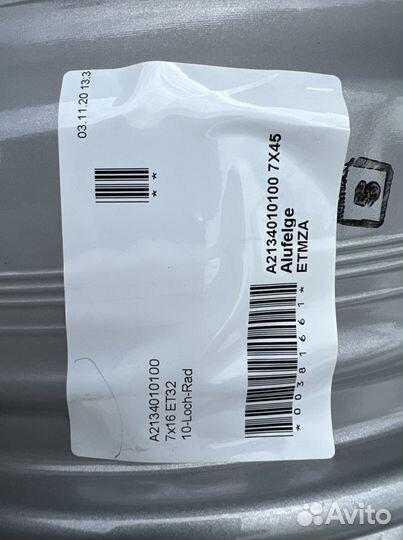 03.11.20 13:3
* *
A2134010100
7x16 ET32
10-Loch-Rad
A2134010100 7X45
Alufelge
ETMZA
*00381661*
B
Avito